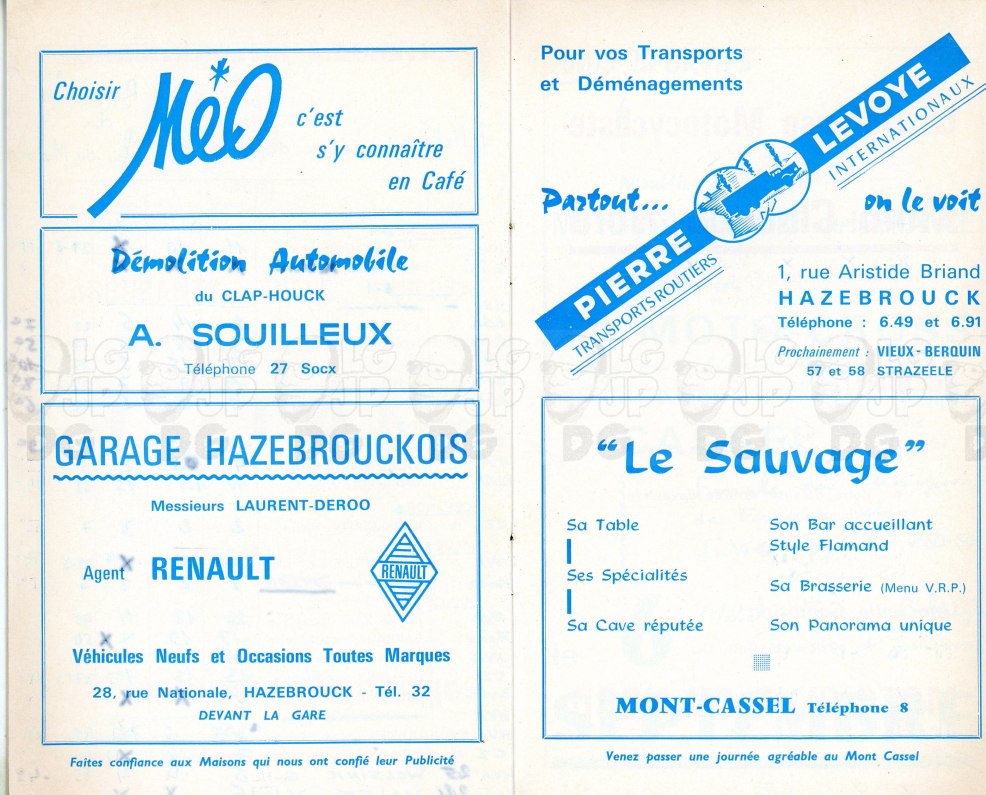 Choisir
Méo
c'est
s'y connaître
en Café
Démolition Automobile
du CLAP-HOUCK
A. SOUILLEUX
Téléphone 27 Socx
GARAGE HAZEBROUCKOIS
Messieurs LAURENT-DEROO
Agent RENAULT
RENAULT
Véhicules Neufs et Occasions Toutes Marques
28, rue Nationale, HAZEBROUCK - Tél. 32
DEVANT LA GARE
Faites confiance aux Maisons qui nous ont confié leur Publicité
Pour vos Transports
et Déménagements
PIERRE LEVOYE
TRANSPORTS ROUTIERS INTERNATIONAUX
Partout... on le voit
1, rue Aristide Briand
HAZEBROUCK
Téléphone : 6.49 et 6.91
Prochainement : VIEUX-BERQUIN
57 et 58 STRAZEELE
“Le Sauvage”
Sa Table
Ses Spécialités
Sa Cave réputée
Son Bar accueillant
Style Flamand
Sa Brasserie (Menu V.R.P.)
Son Panorama unique
MONT-CASSEL Téléphone 8
Venez passer une journée agréable au Mont Cassel
LG JP DG